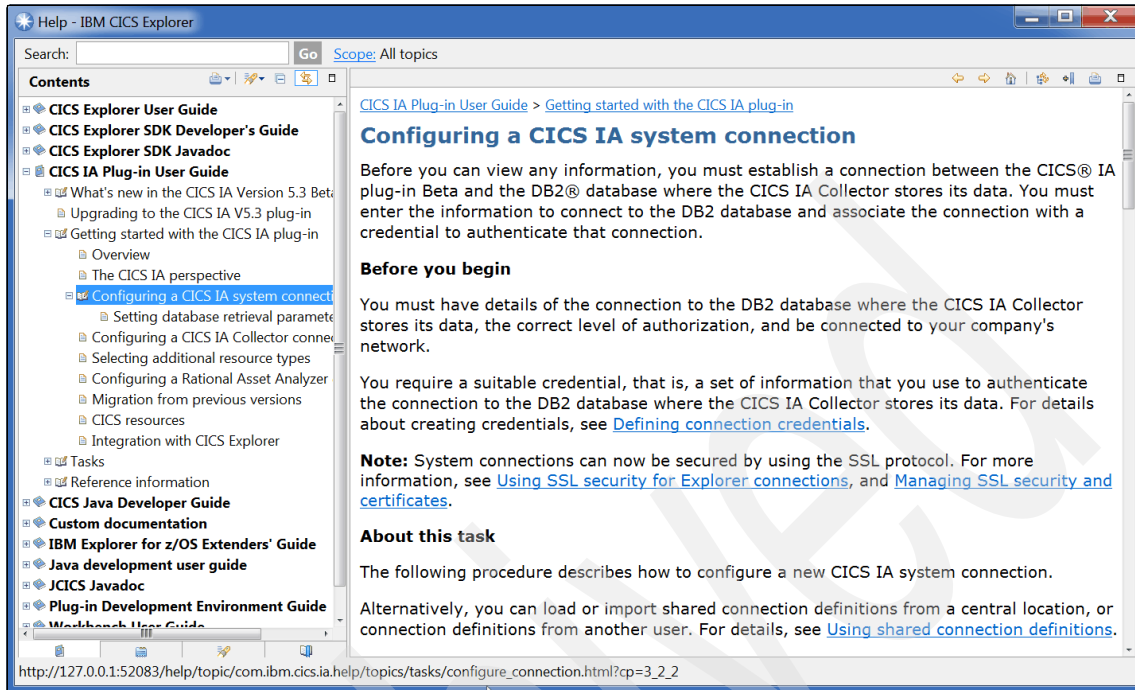 Help - IBM CICS Explorer
Search:
Go
Scope: All topics
Contents
CICS Explorer User Guide
CICS Explorer SDK Developer's Guide
CICS Explorer SDK Javadoc
CICS IA Plug-in User Guide
What's new in the CICS IA Version 5.3 Beta
Upgrading to the CICS IA V5.3 plug-in
Getting started with the CICS IA plug-in
Overview
The CICS IA perspective
Configuring a CICS IA system connecti
Setting database retrieval paramete
Configuring a CICS IA Collector connec
Selecting additional resource types
Configuring a Rational Asset Analyzer
Migration from previous versions
CICS resources
Integration with CICS Explorer
Tasks
Reference information
CICS Java Developer Guide
Custom documentation
IBM Explorer for z/OS Extenders' Guide
Java development user guide
JCICS Javadoc
Plug-in Development Environment Guide
Workbench User Guide
CICS IA Plug-in User Guide > Getting started with the CICS IA plug-in
Configuring a CICS IA system connection
Before you can view any information, you must establish a connection between the CICS® IA
plug-in Beta and the DB2® database where the CICS IA Collector stores its data. You must
enter the information to connect to the DB2 database and associate the connection with a
credential to authenticate that connection.
Before you begin
You must have details of the connection to the DB2 database where the CICS IA Collector
stores its data, the correct level of authorization, and be connected to your company's
network.
You require a suitable credential, that is, a set of information that you use to authenticate
the connection to the DB2 database where the CICS IA Collector stores its data. For details
about creating credentials, see Defining connection credentials.
Note: System connections can now be secured by using the SSL protocol. For more
information, see Using SSL security for Explorer connections, and Managing SSL security and
certificates.
About this task
The following procedure describes how to configure a new CICS IA system connection.
Alternatively, you can load or import shared connection definitions from a central location, or
connection definitions from another user. For details, see Using shared connection definitions.
http://127.0.0.1:52083/help/topic/com.ibm.cics.ia.help/topics/tasks/configure_connection.html?cp=3_2_2